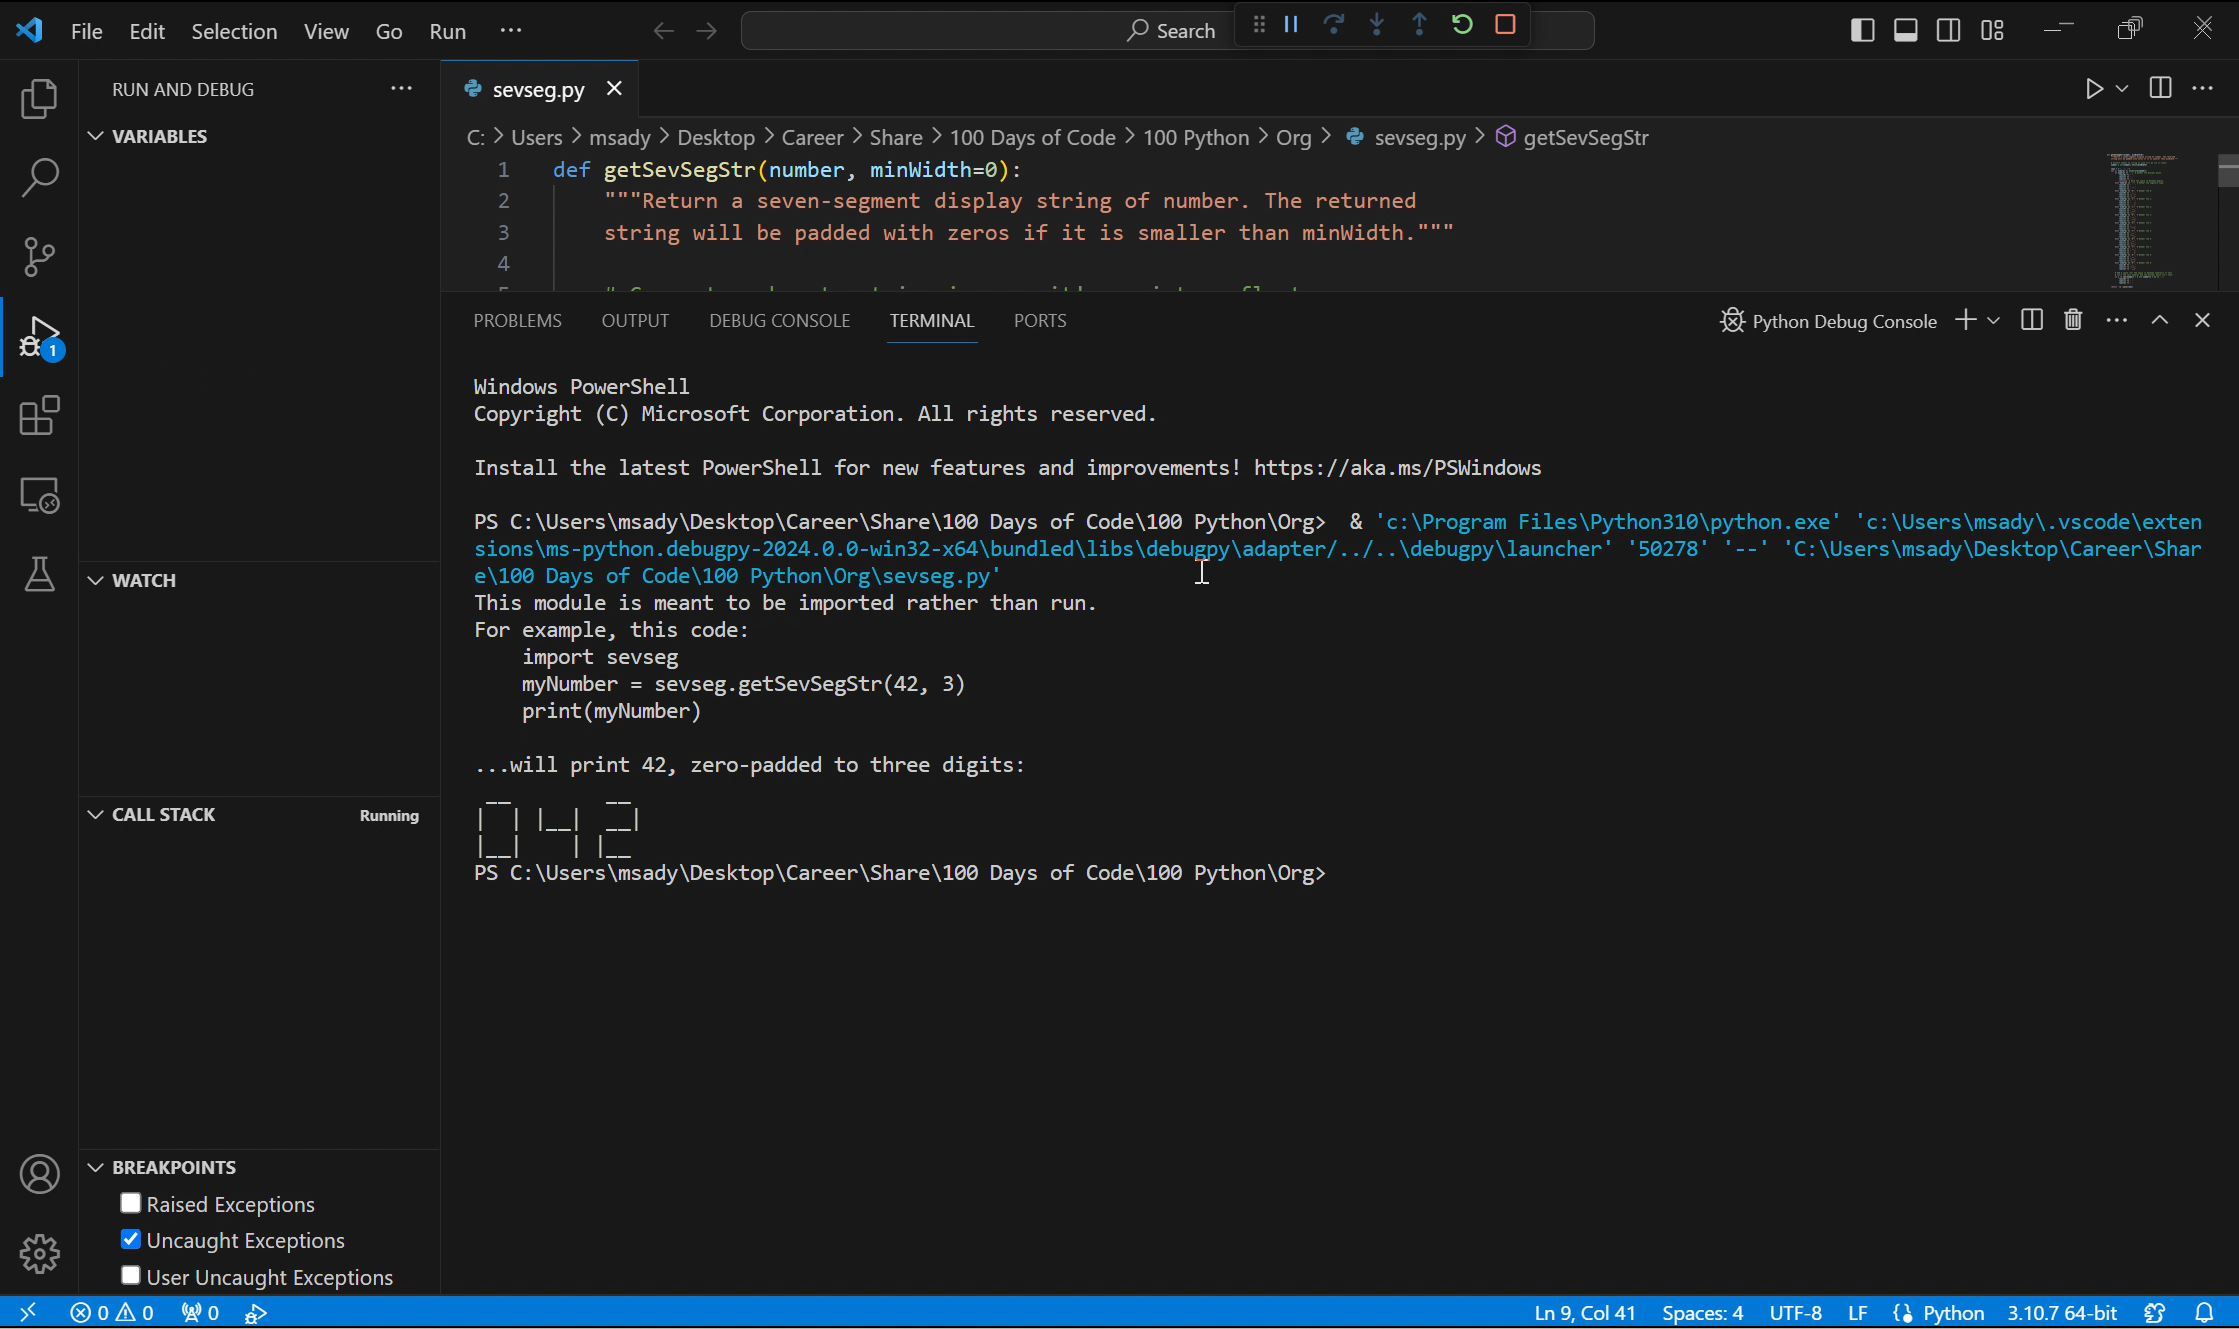 File Edit Selection View Go Run ... Search
RUN AND DEBUG ...
sevseg.py
VARIABLES
C: > Users > msady > Desktop > Career > Share > 100 Days of Code > 100 Python > Org > sevseg.py > getSevSegStr
1 def getSevSegStr(number, minWidth=0):
2 """Return a seven-segment display string of number. The returned
3 string will be padded with zeros if it is smaller than minWidth."""
4
PROBLEMS OUTPUT DEBUG CONSOLE TERMINAL PORTS Python Debug Console
1
Windows PowerShell
Copyright (C) Microsoft Corporation. All rights reserved.
Install the latest PowerShell for new features and improvements! https://aka.ms/PSWindows
PS C:\Users\msady\Desktop\Career\Share\100 Days of Code\100 Python\Org> & 'c:\Program Files\Python310\python.exe' 'c:\Users\msady\.vscode\exten
sions\ms-python.debugpy-2024.0.0-win32-x64\bundled\libs\debugpy\adapter/../..\debugpy\launcher' '50278' '--' 'C:\Users\msady\Desktop\Career\Shar
e\100 Days of Code\100 Python\Org\sevseg.py'
WATCH
This module is meant to be imported rather than run.
For example, this code:
import sevseg
myNumber = sevseg.getSevSegStr(42, 3)
print(myNumber)
...will print 42, zero-padded to three digits:
 __        __
|  | |__|  __|
|__|    | |__
PS C:\Users\msady\Desktop\Career\Share\100 Days of Code\100 Python\Org>
CALL STACK Running
BREAKPOINTS
Raised Exceptions
Uncaught Exceptions
User Uncaught Exceptions
0 0 0 Ln 9, Col 41 Spaces: 4 UTF-8 LF Python 3.10.7 64-bit